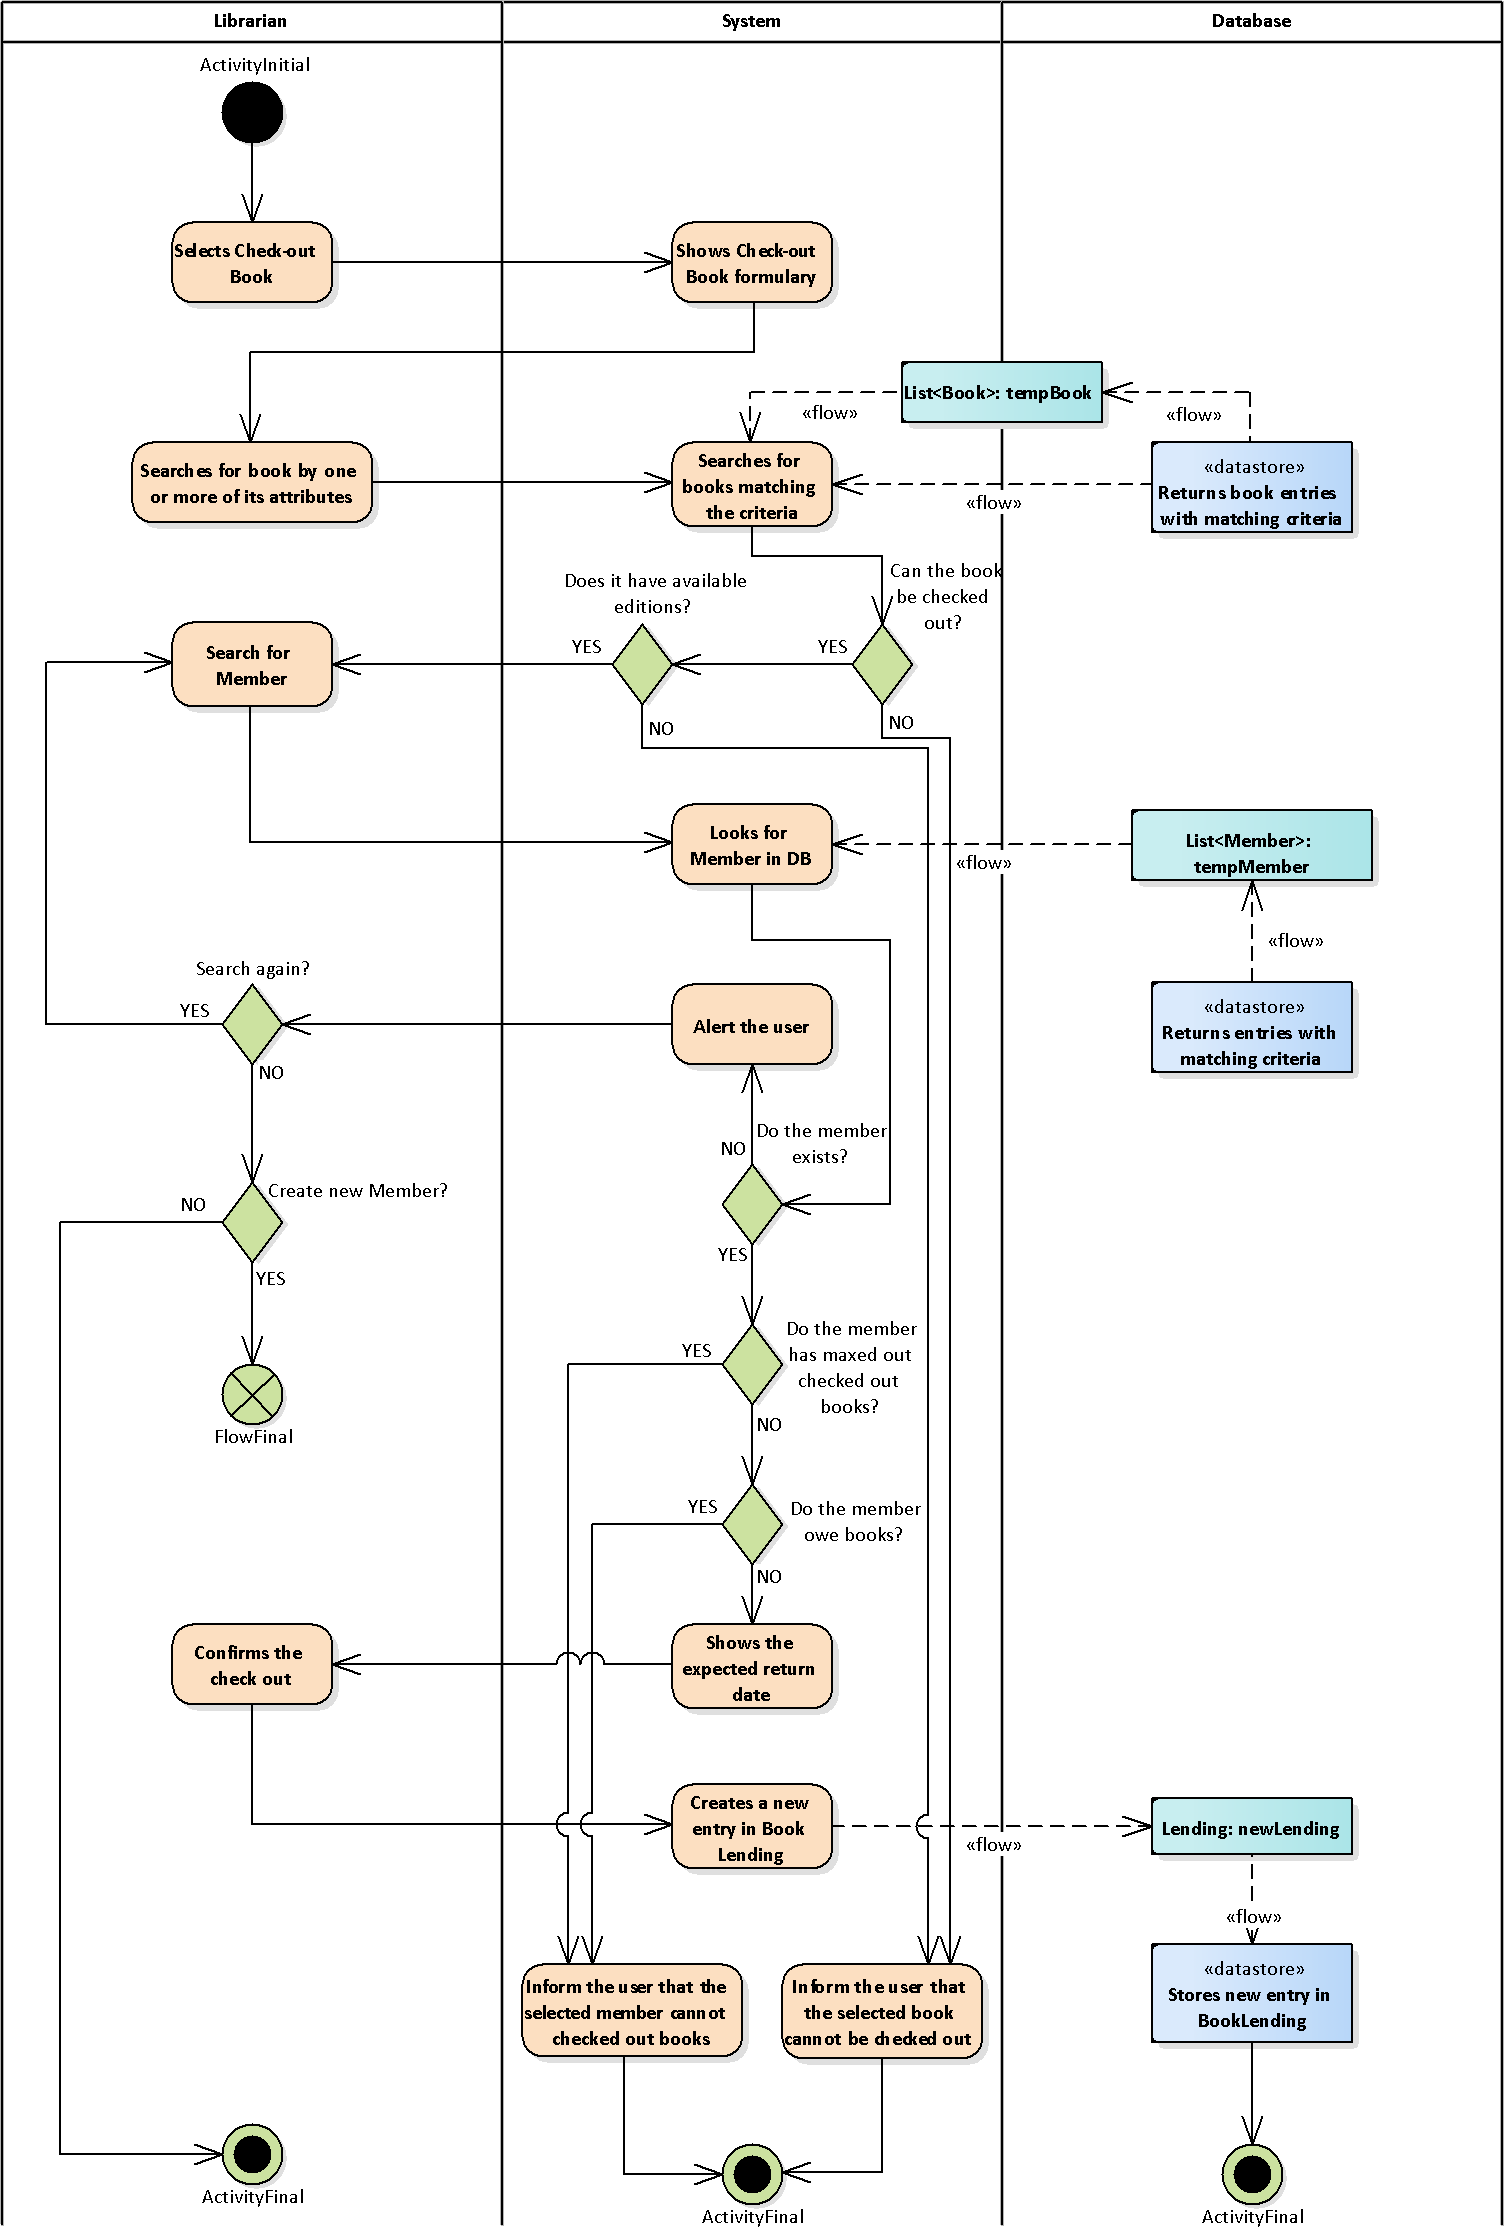 Librarian
System
Database
ActivityInitial
Selects Check-out
Book
Shows Check-out
Book formulary
List<Book>: tempBook
«flow»
«flow»
Searches for book by one
or more of its attributes
Searches for
books matching
the criteria
«flow»
«datastore»
Returns book entries
with matching criteria
Can the book
be checked
out?
Does it have available
editions?
YES
YES
NO
NO
Search for
Member
Looks for
Member in DB
«flow»
List<Member>:
tempMember
«flow»
«datastore»
Returns entries with
matching criteria
Search again?
YES
NO
Alert the user
Do the member
exists?
NO
YES
Create new Member?
NO
YES
FlowFinal
Do the member
has maxed out
checked out
books?
YES
NO
Do the member
owe books?
YES
NO
Confirms the
check out
Shows the
expected return
date
Creates a new
entry in Book
Lending
«flow»
Lending: newLending
«flow»
«datastore»
Stores new entry in
BookLending
Inform the user that the
selected member cannot
checked out books
Inform the user that
the selected book
cannot be checked out
ActivityFinal
ActivityFinal
ActivityFinal